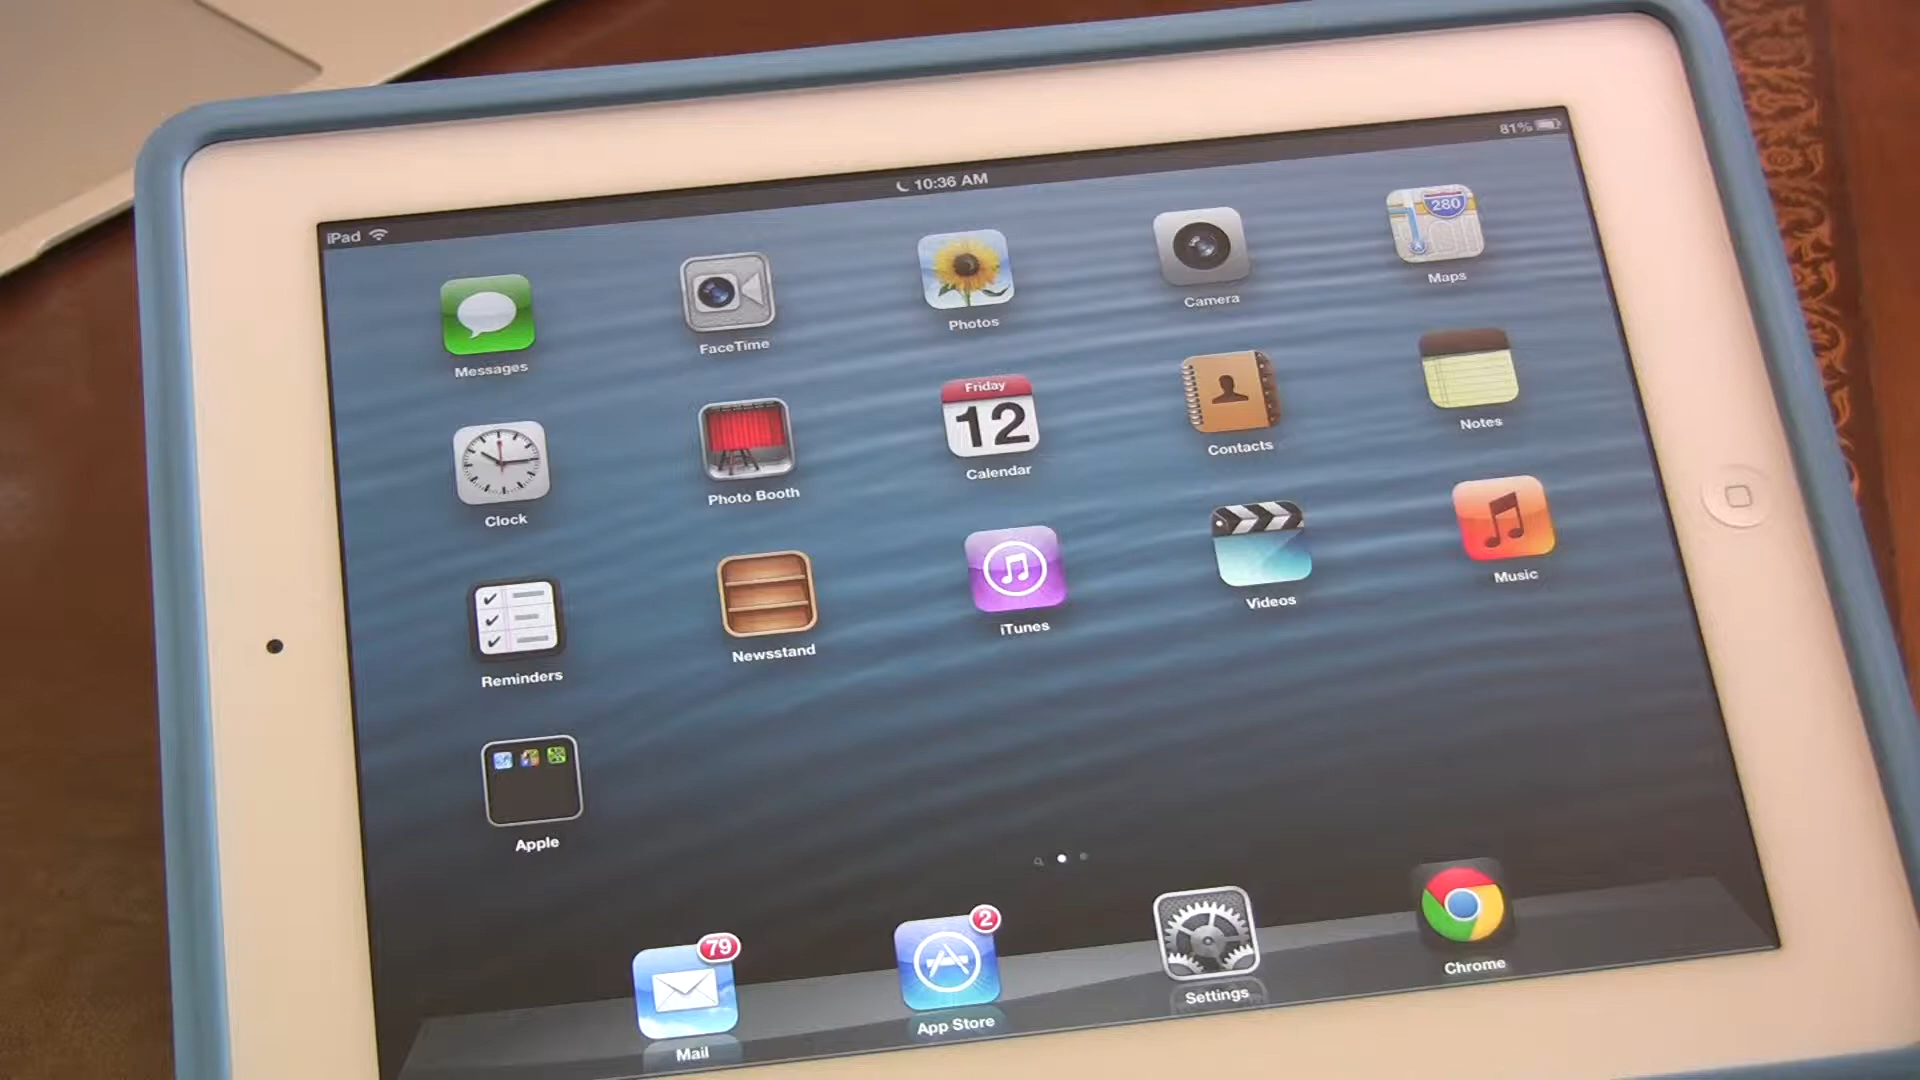 iPad
10:36 AM
81%
Messages
FaceTime
Photos
Camera
280
Maps
Clock
Photo Booth
Friday
12
Calendar
Contacts
Notes
Reminders
Newsstand
iTunes
Videos
Music
Apple
79
Mail
2
App Store
Settings
Chrome